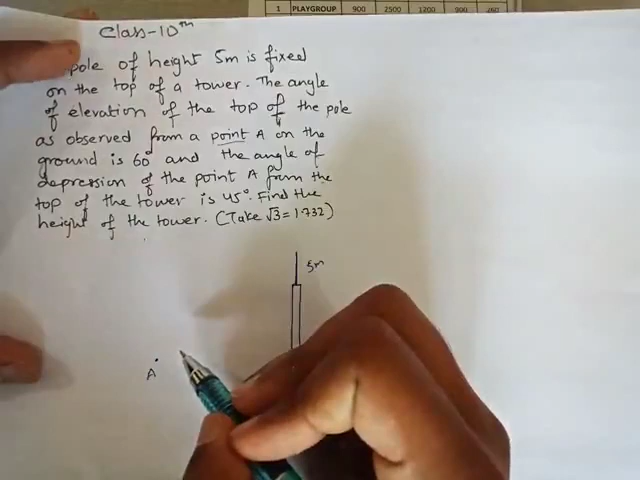 1 PLAYGROUP 900 2500 1200 900 260
Class-10th
pole of height 5m is fixed
on the top of a tower. The angle
of elevation of the top of the pole
as observed from a point A on the
ground is 60° and the angle of
depression of the point A from the
top of the tower is 45°. Find the
height of the tower. (Take √3=1.732)
5m
A